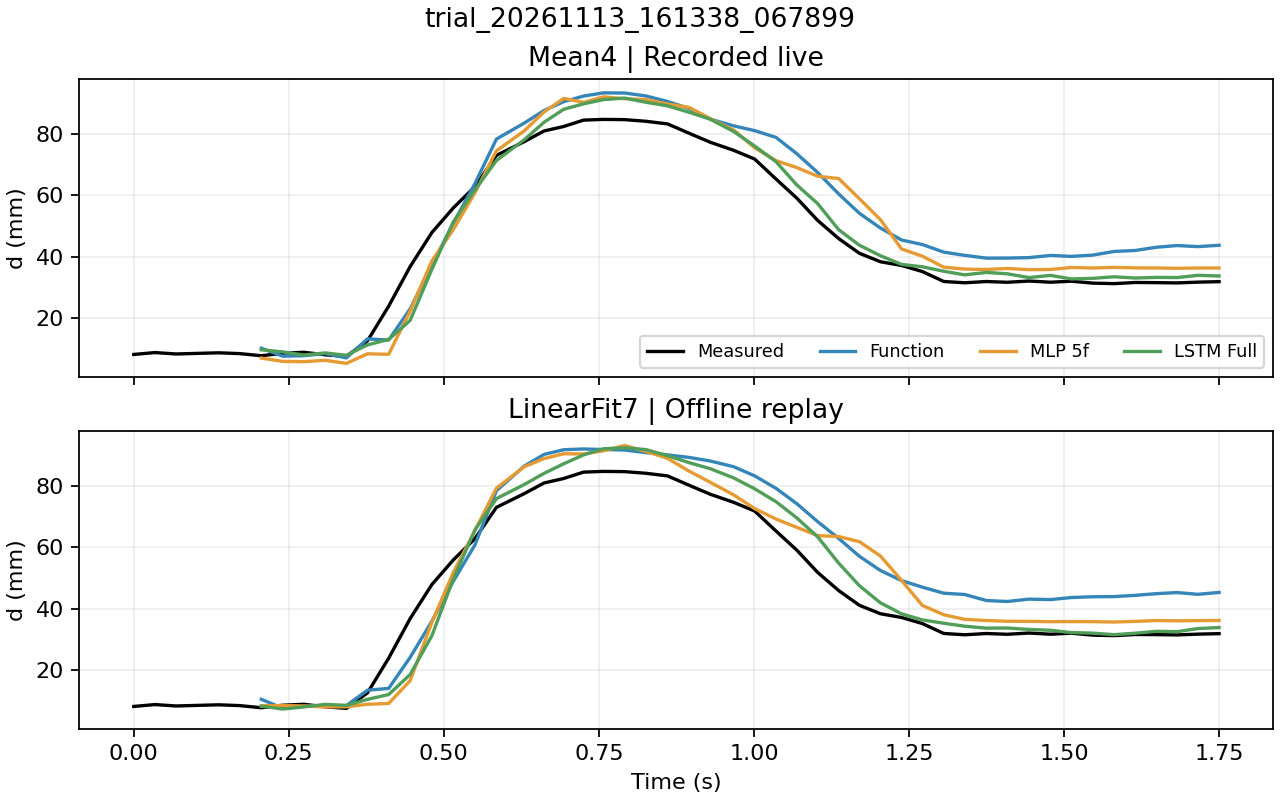 trial_20261113_161338_067899
Mean4 | Recorded live
80
60
40
20
d (mm)
Measured
Function
MLP 5f
LSTM Full
LinearFit7 | Offline replay
80
60
40
20
d (mm)
0.00 0.25 0.50 0.75 1.00 1.25 1.50 1.75
Time (s)